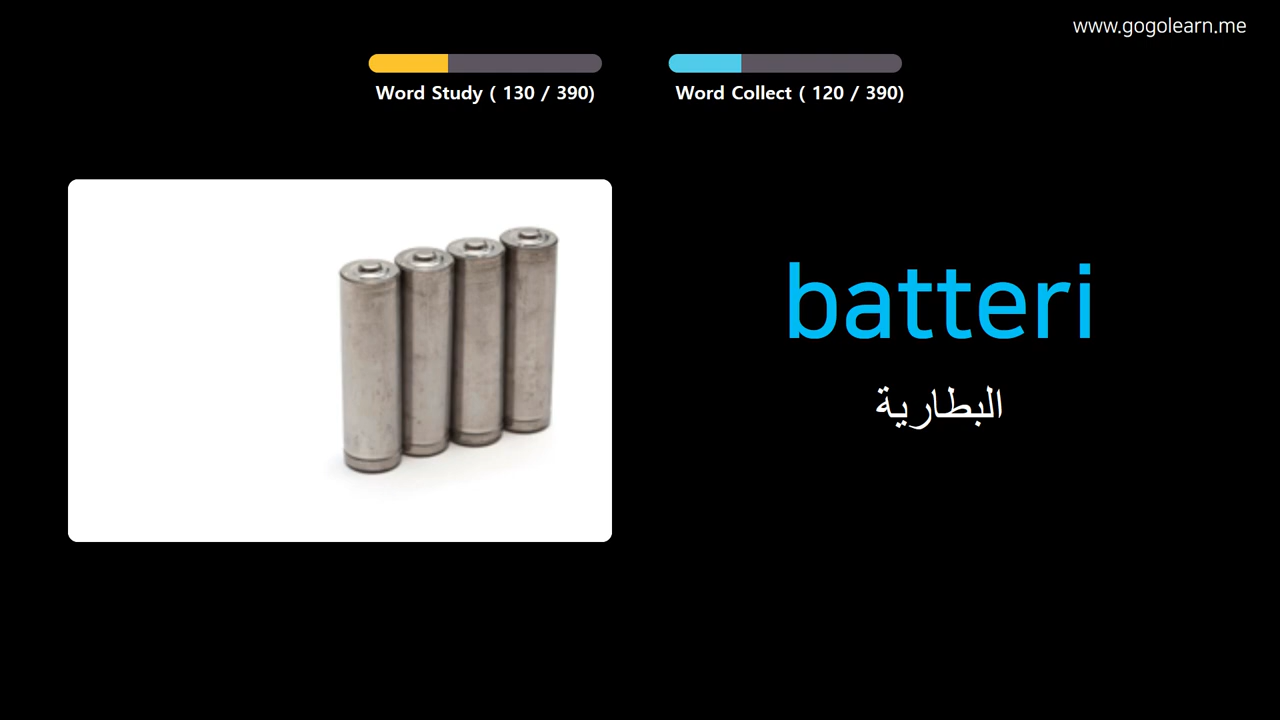 www.gogolearn.me
Word Study ( 130 / 390)
Word Collect ( 120 / 390)
batteri
البطارية